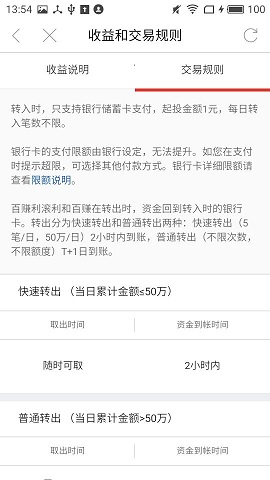 13:54
100
收益和交易规则
收益说明
交易规则
转入时，只支持银行储蓄卡支付，起投金额1元，每日转
入笔数不限。
银行卡的支付限额由银行设定，无法提升。如您在支付
时提示超限，可选择其他付款方式。银行卡详细限额请
查看限额说明。
百赚利滚利和百赚在转出时，资金回到转入时的银行
卡。转出分为快速转出和普通转出两种：快速转出（5
笔/日，50万/日）2小时内到账，普通转出（不限次数，
不限额度）T+1日到账。
快速转出 （当日累计金额≤50万）
取出时间
资金到帐时间
随时可取
2小时内
普通转出 （当日累计金额>50万）
取出时间
资金到帐时间